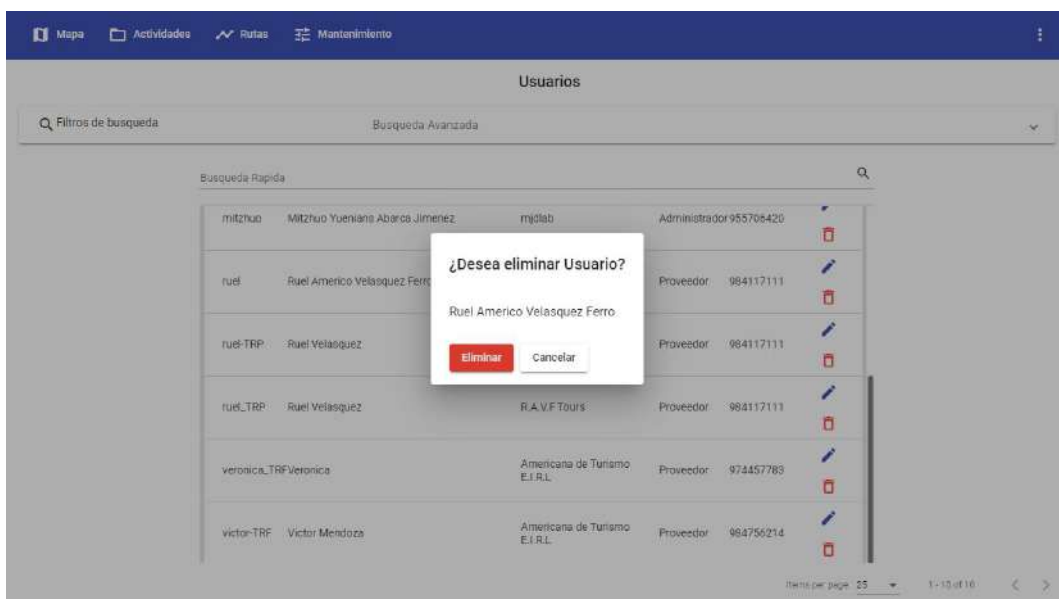 Mapa Actividades Rutas Mantenimiento
Usuarios
Filtros de busqueda Busqueda Avanzada
Busqueda Rapida
mitzhuo Mitzhuo Yuenians Abarca Jimenez mjdlab Administrador 955706420
¿Desea eliminar Usuario?
ruel Ruel Americo Velasquez Ferro Proveedor 984117111
Ruel Americo Velasquez Ferro
ruel-TRP Ruel Velasquez Proveedor 984117111
Eliminar Cancelar
ruel_TRP Ruel Velasquez R.A.V.F Tours Proveedor 984117111
veronica_TRF Veronica Americana de Turismo Proveedor 974457783
E.I.R.L
victor-TRF Victor Mendoza Americana de Turismo Proveedor 984756214
E.I.R.L
Items per page: 25